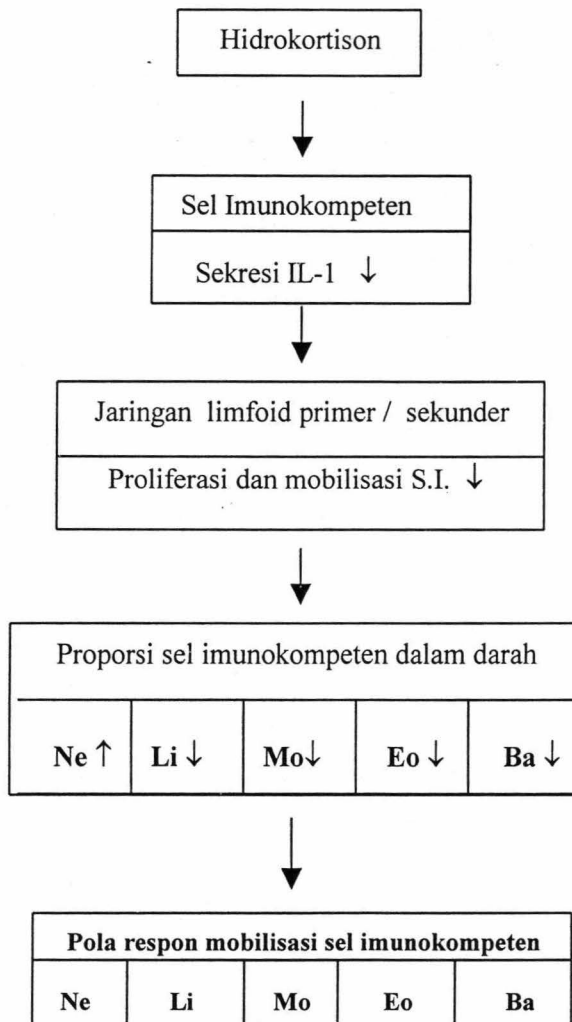 Hidrokortison
Sel Imunokompeten
Sekresi IL-1 ↓
Jaringan limfoid primer / sekunder
Proliferasi dan mobilisasi S.I. ↓
Proporsi sel imunokompeten dalam darah
Ne ↑ Li ↓ Mo↓ Eo ↓ Ba ↓
Pola respon mobilisasi sel imunokompeten
Ne Li Mo Eo Ba